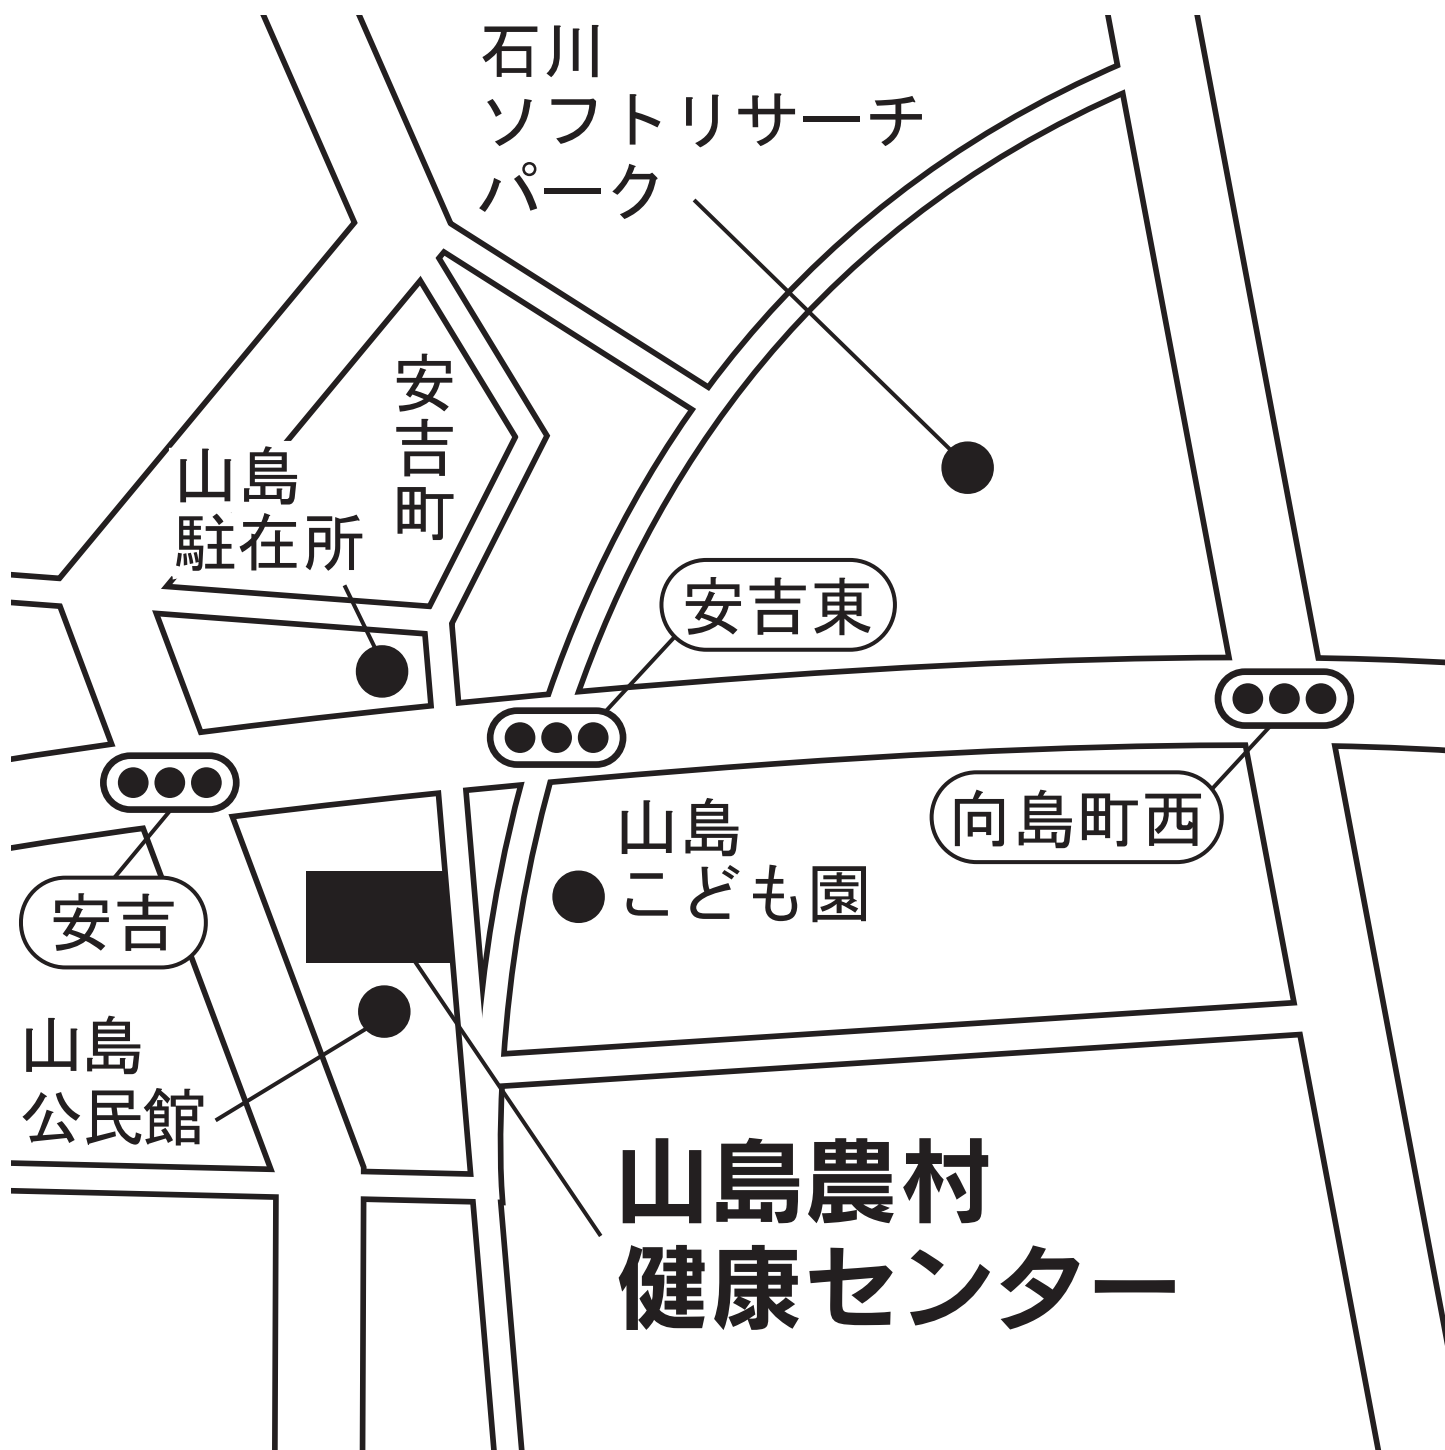 石川
ソフトリサーチ
パーク
安吉町
山島
駐在所
安吉東
向島町西
山島
こども園
安吉
山島
公民館
山島農村
健康センター